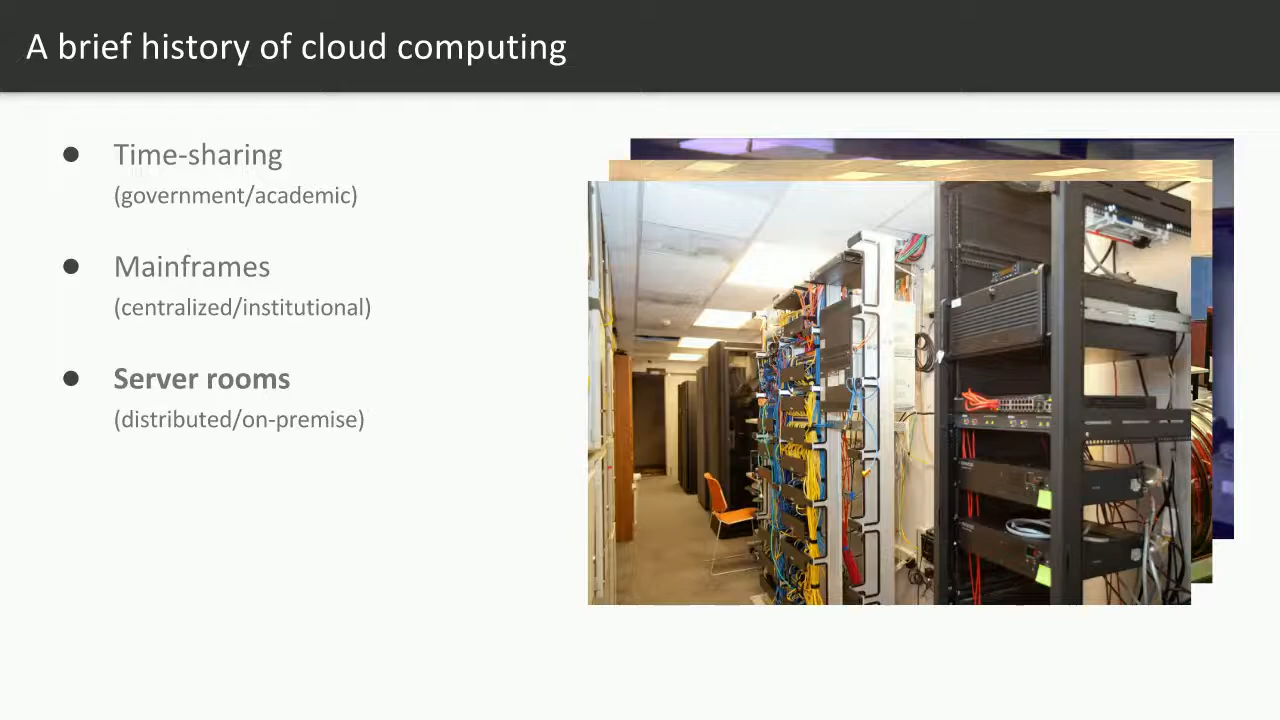 A brief history of cloud computing
● Time-sharing
(government/academic)
● Mainframes
(centralized/institutional)
● Server rooms
(distributed/on-premise)